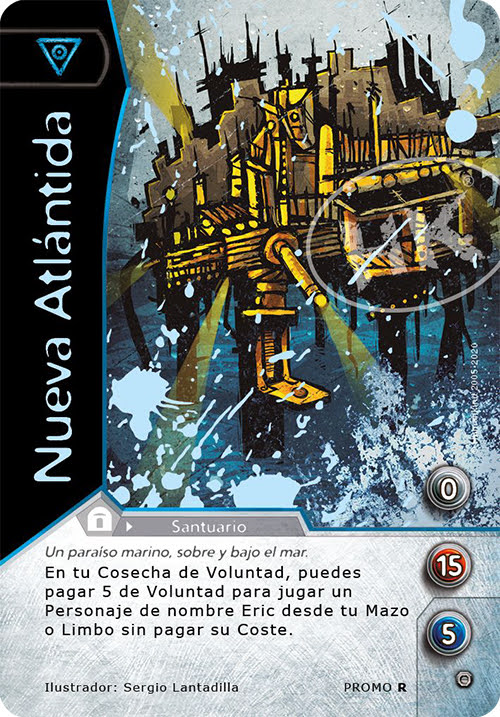 Nueva Atlántida
0
Santuario
Un paraíso marino, sobre y bajo el mar.
En tu Cosecha de Voluntad, puedes
pagar 5 de Voluntad para jugar un
Personaje de nombre Eric desde tu Mazo
o Limbo sin pagar su Coste.
15
5
Ilustrador: Sergio Lantadilla
PROMO R